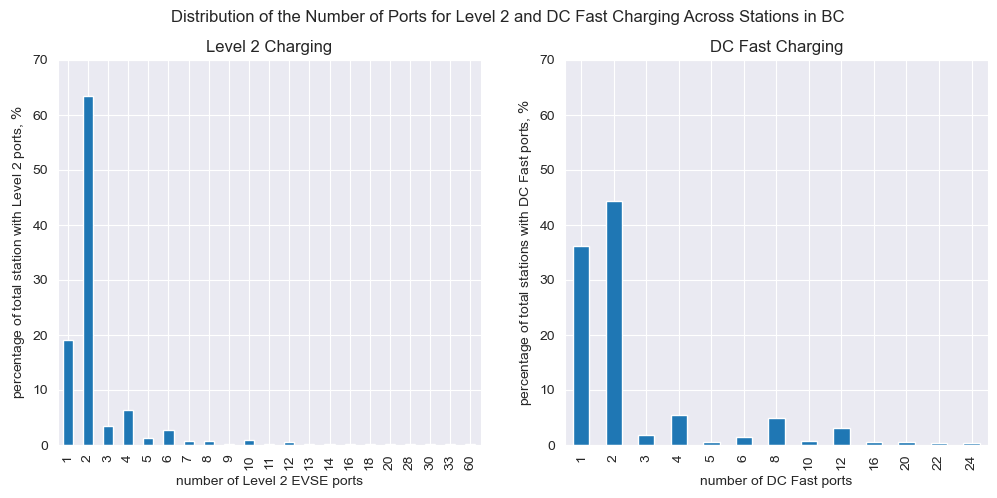 Distribution of the Number of Ports for Level 2 and DC Fast Charging Across Stations in BC
Level 2 Charging
percentage of total station with Level 2 ports, %
70
60
50
40
30
20
10
0
1 2 3 4 5 6 7 8 9 10 11 12 13 14 16 18 20 28 30 33 60
number of Level 2 EVSE ports
DC Fast Charging
percentage of total stations with DC Fast ports, %
70
60
50
40
30
20
10
0
1 2 3 4 5 6 8 10 12 16 20 22 24
number of DC Fast ports